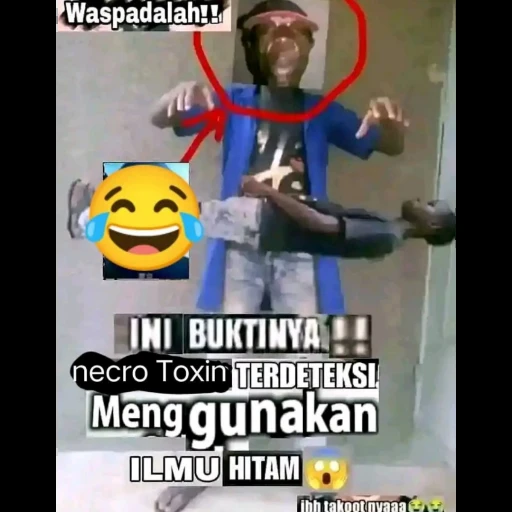 Waspadalah!!
INI BUKTINYA !!
necro Toxin TERDETEKSI
Menggunakan
ILMU HITAM 😱
ihh takoot nyaaa 😭😭